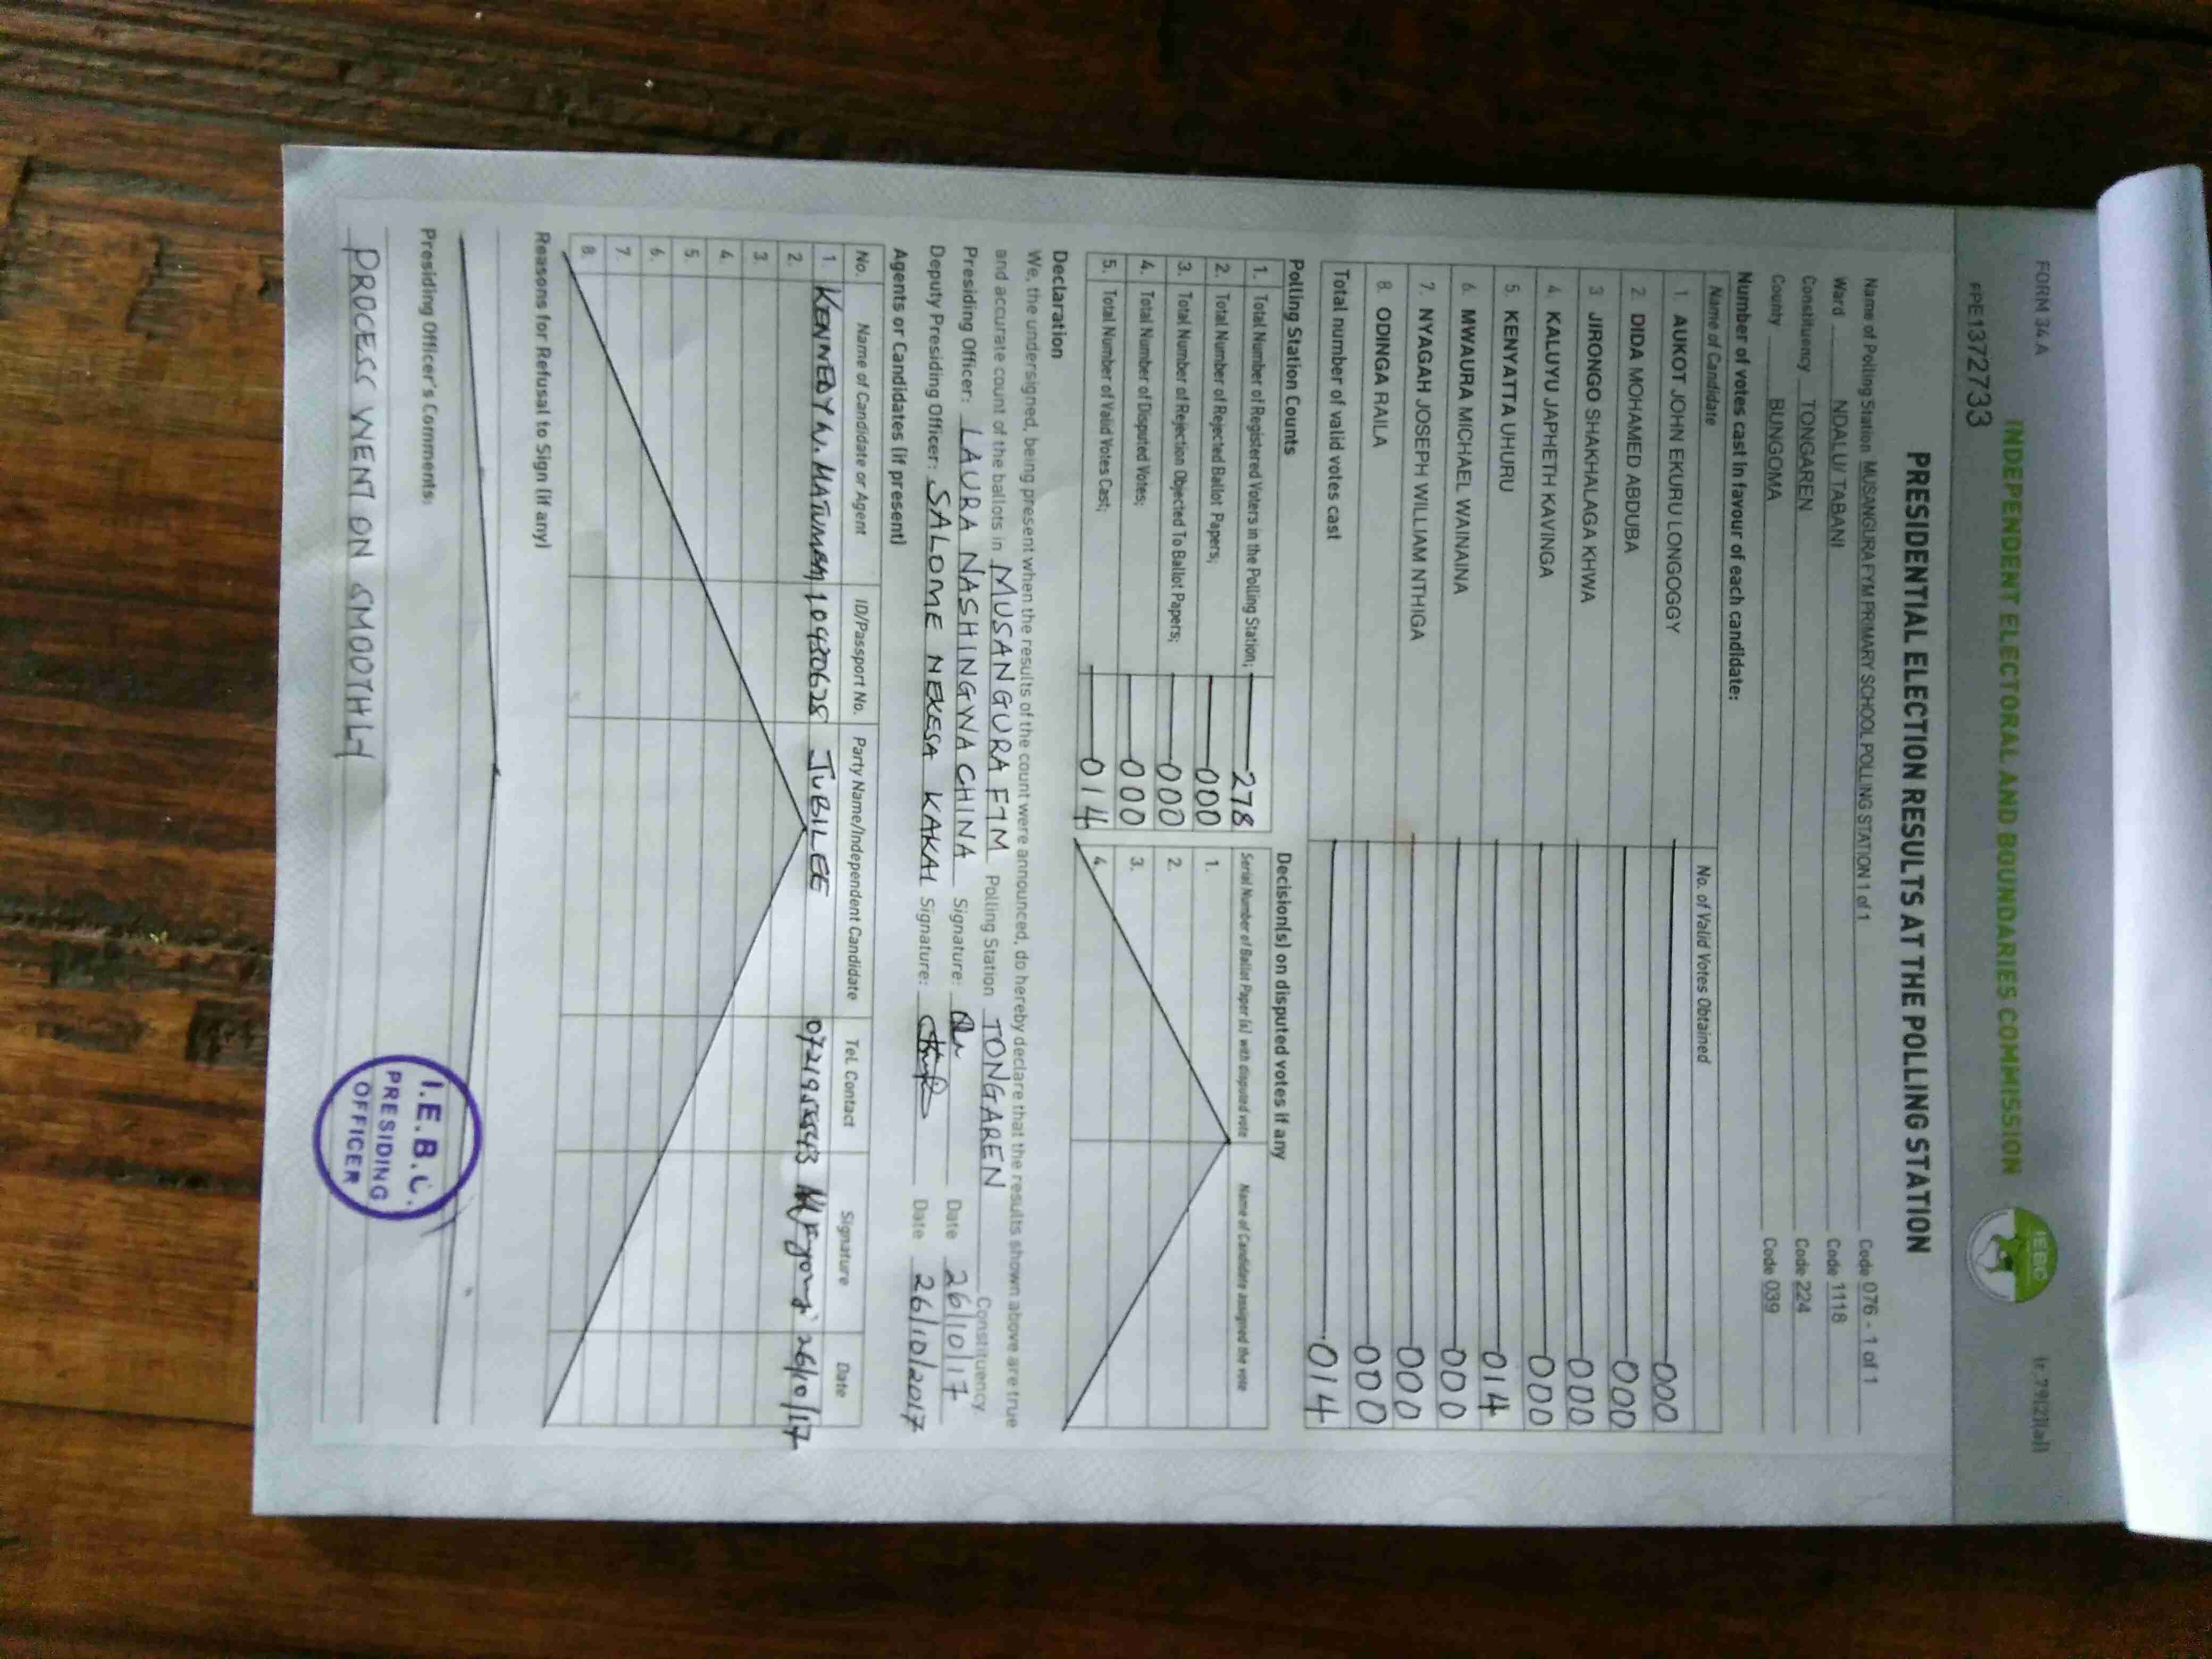 FORM 34 A
(r.79(2)(a))
INDEPENDENT ELECTORAL AND BOUNDARIES COMMISSION
IEBC
#PE1372733
PRESIDENTIAL ELECTION RESULTS AT THE POLLING STATION
Name of Polling Station MUSANGURA FYM PRIMARY SCHOOL POLLING STATION 1 of 1 Code 076 - 1 of 1
Ward NDALU/ TABANI Code 1118
Constituency TONGAREN Code 224
County BUNGOMA Code 039
Number of votes cast in favour of each candidate:
Name of Candidate No. of Valid Votes Obtained
1. AUKOT JOHN EKURU LONGOGGY 000
2. DIDA MOHAMED ABDUBA 000
3 JIRONGO SHAKHALAGA KHWA 000
4. KALUYU JAPHETH KAVINGA 000
5. KENYATTA UHURU 014
6. MWAURA MICHAEL WAINAINA 000
7. NYAGAH JOSEPH WILLIAM NTHIGA 000
8. ODINGA RAILA 000
Total number of valid votes cast 014
Polling Station Counts
1. Total Number of Registered Voters in the Polling Station; 278
2. Total Number of Rejected Ballot Papers; 000
3. Total Number of Rejection Objected To Ballot Papers; 000
4. Total Number of Disputed Votes; 000
5. Total Number of Valid Votes Cast; 014
Decision(s) on disputed votes if any
Serial Number of Ballot Paper (s) with disputed vote Name of Candidate assigned the vote
1.
2.
3.
4.
Declaration
We, the undersigned, being present when the results of the count were announced, do hereby declare that the results shown above are true
and accurate count of the ballots in MUSANGURA FYM Polling Station TONGAREN Constituency.
Presiding Officer: LAURA NASHINGWA CHINA Signature: Date 26/10/17
Deputy Presiding Officer: SALOME NEKESA KAKAI Signature: Date 26/10/2017
Agents or Candidates (if present)
No. Name of Candidate or Agent ID/Passport No. Party Name/Independent Candidate Tel. Contact Signature Date
1. KENNEDY W. JUBILEE 26/10/17
2.
3.
4.
5.
6.
7.
8.
Reasons for Refusal to Sign (if any)
Presiding Officer's Comments:
PROCESS WENT ON SMOOTHLY
I.E.B.C.
PRESIDING
OFFICER